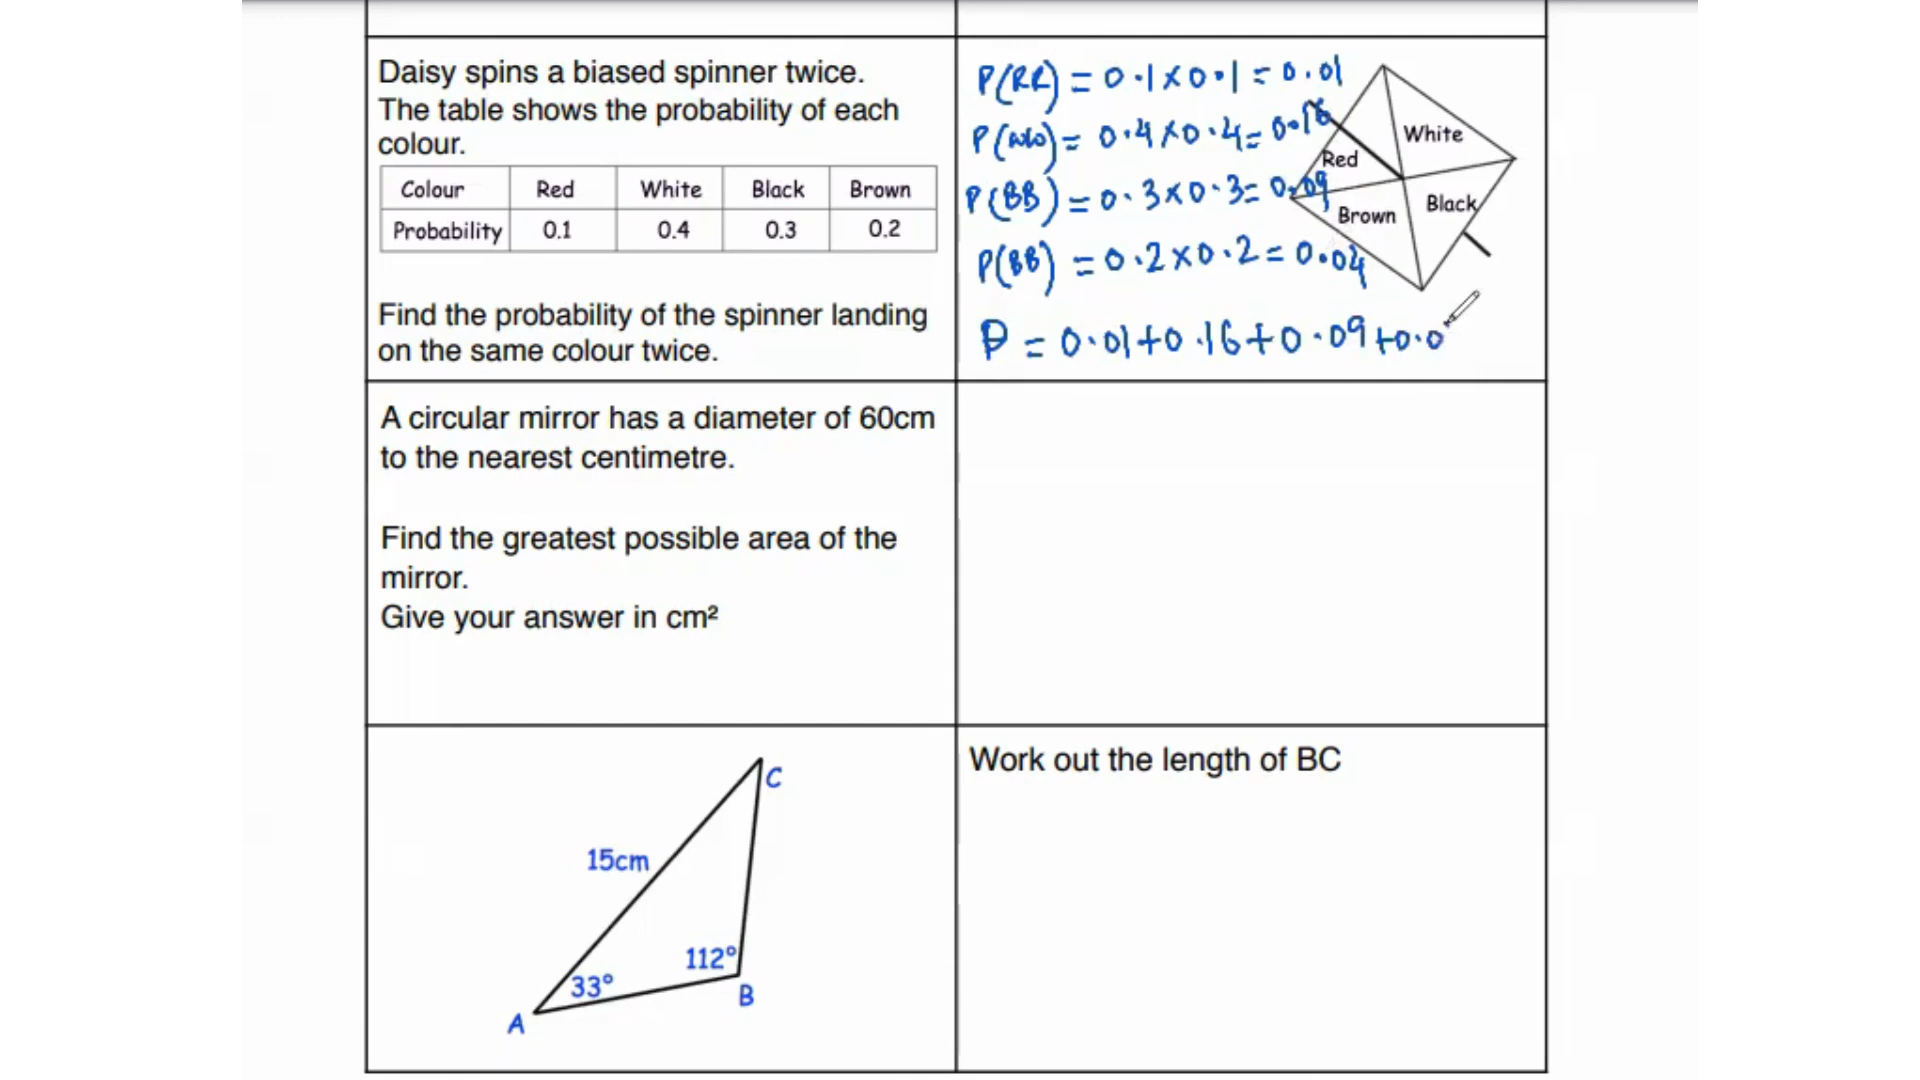 Daisy spins a biased spinner twice.
The table shows the probability of each
colour.
Colour Red White Black Brown
Probability 0.1 0.4 0.3 0.2
Find the probability of the spinner landing
on the same colour twice.
P(RR) = 0.1×0.1 = 0.01
P(WW) = 0.4×0.4= 0.16
P(BB) = 0.3×0.3= 0.09
P(BB) = 0.2×0.2= 0.04
P = 0.01+0.16+0.09+0.0
White
Red
Black
Brown
A circular mirror has a diameter of 60cm
to the nearest centimetre.
Find the greatest possible area of the
mirror.
Give your answer in cm²
C
15cm
112°
33°
B
A
Work out the length of BC